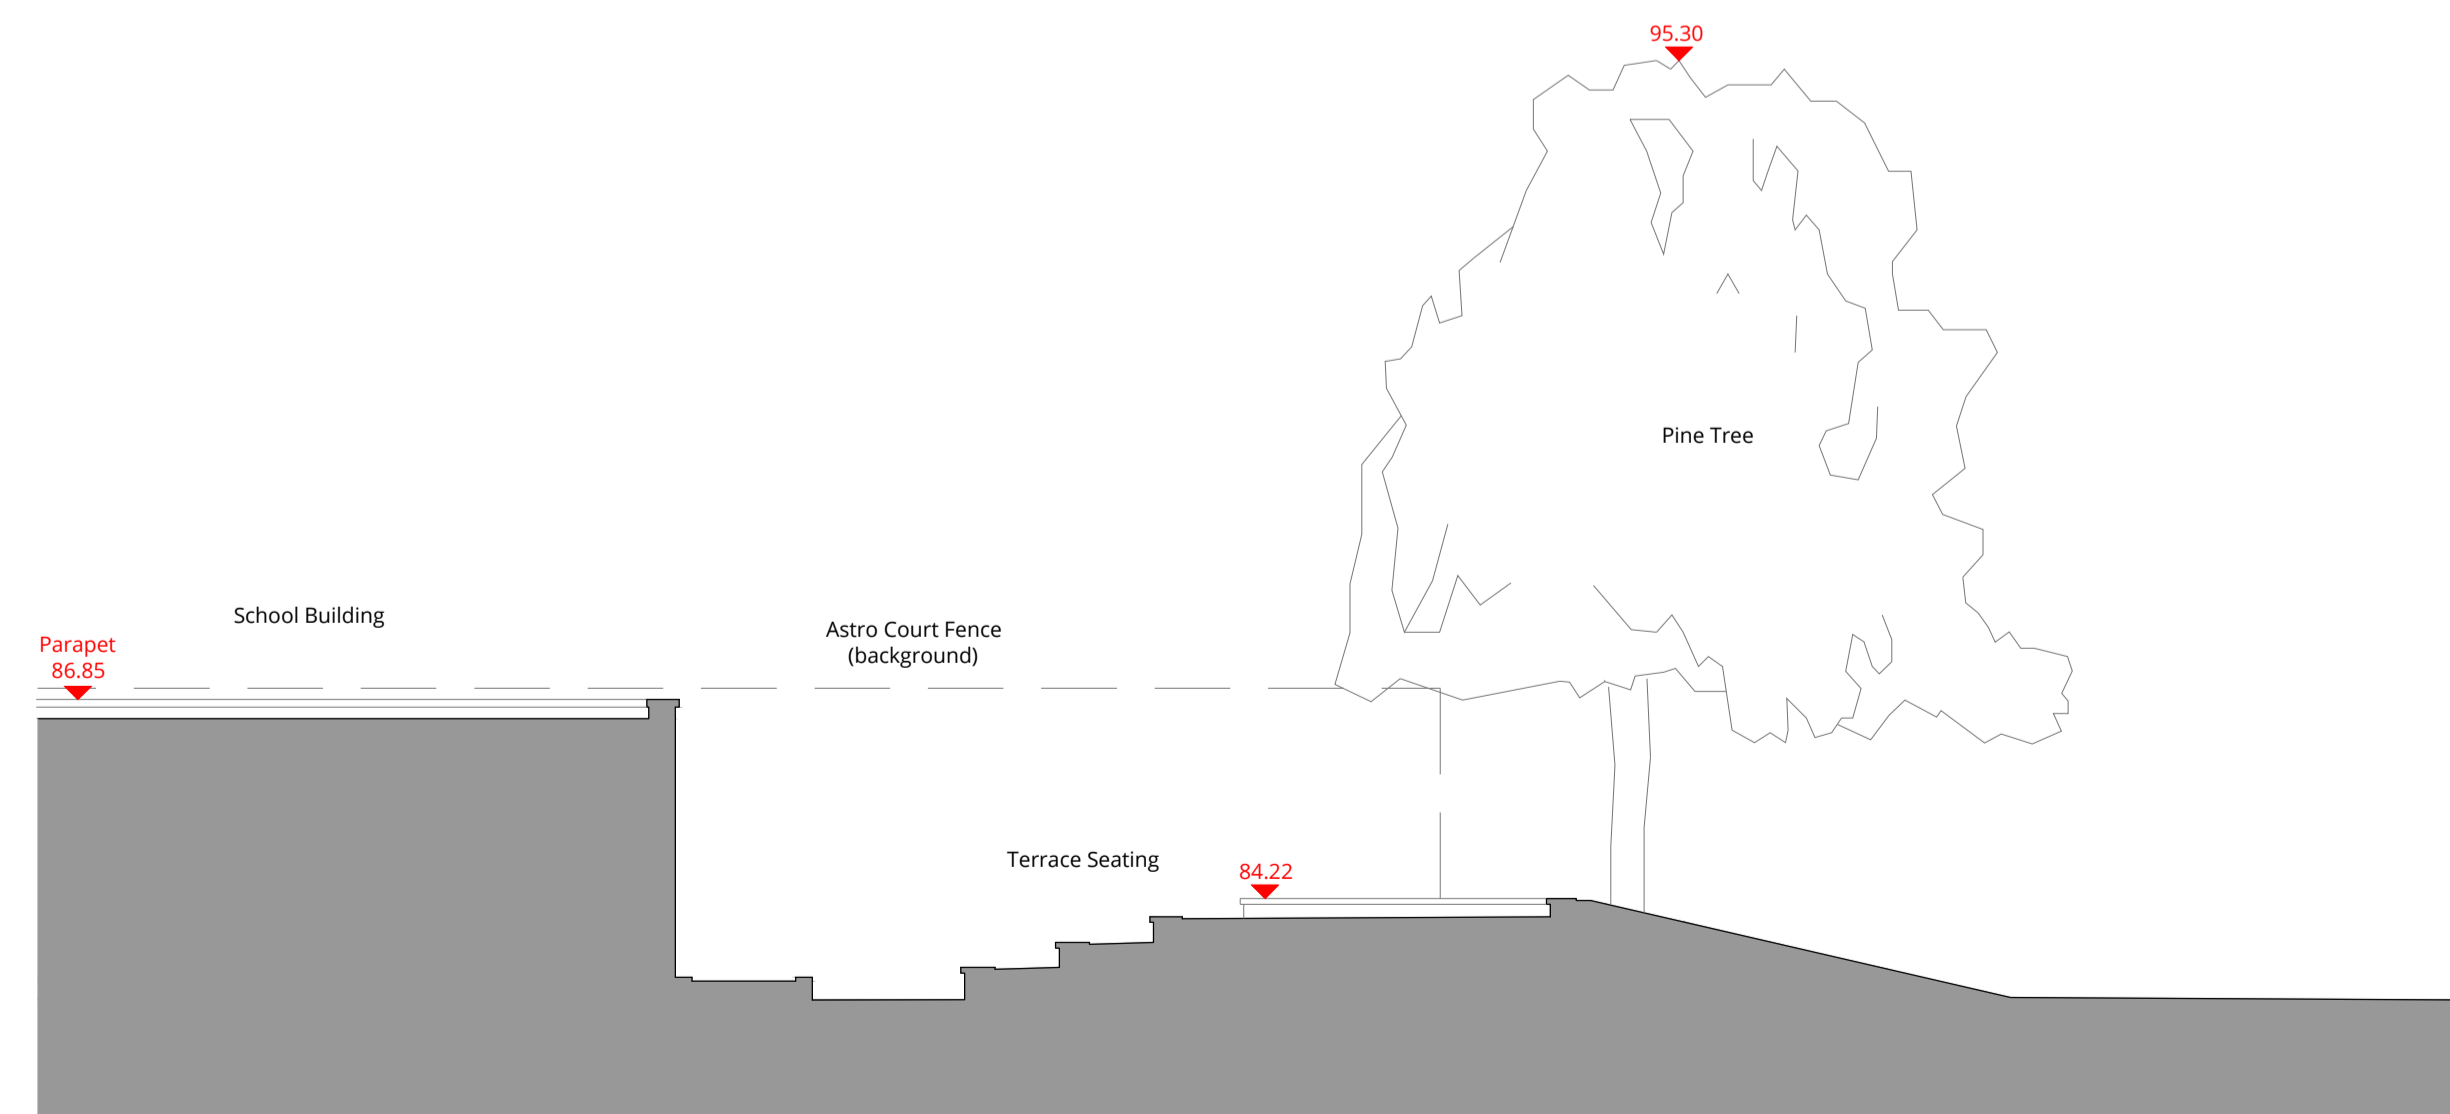 95.30
Pine Tree
School Building
Parapet
86.85
Astro Court Fence
(background)
Terrace Seating
84.22